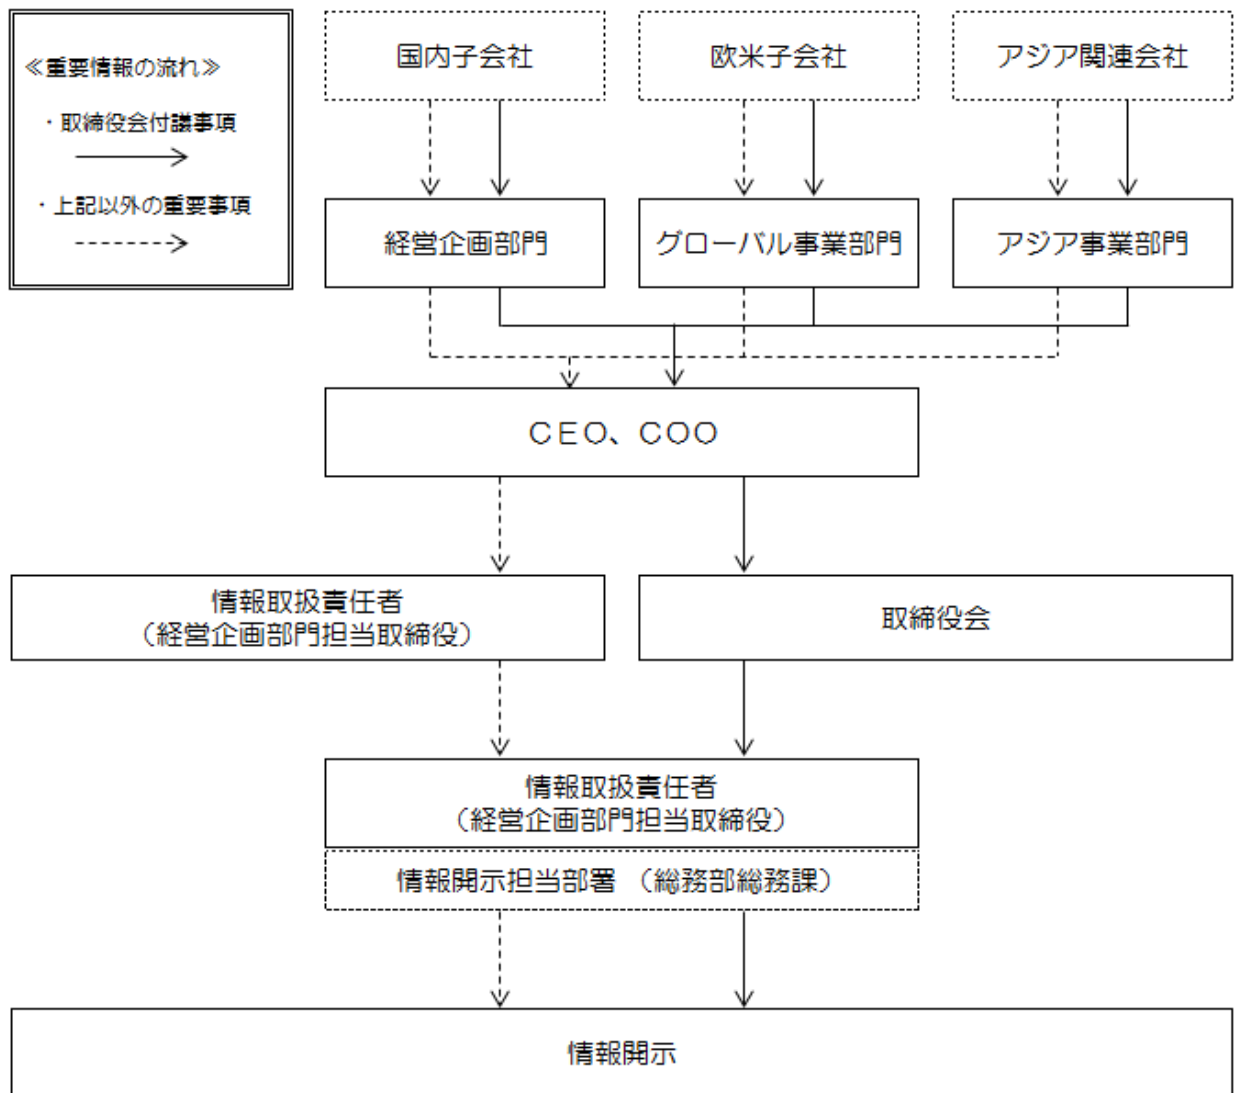 ≪重要情報の流れ≫
・取締役会付議事項
・上記以外の重要事項
国内子会社
欧米子会社
アジア関連会社
経営企画部門
グローバル事業部門
アジア事業部門
ＣＥＯ、ＣＯＯ
情報取扱責任者
（経営企画部門担当取締役）
取締役会
情報取扱責任者
（経営企画部門担当取締役）
情報開示担当部署 （総務部総務課）
情報開示